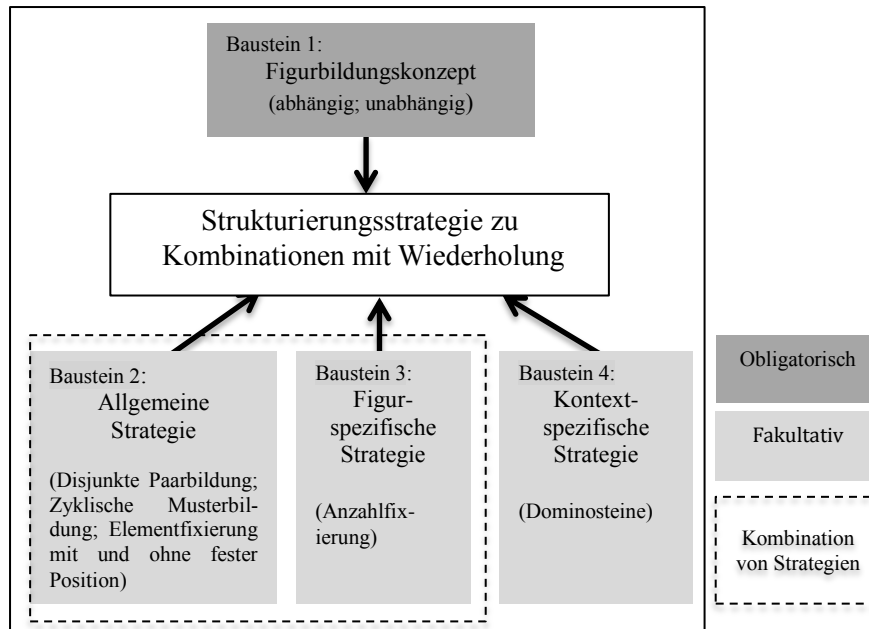 Baustein 1:
Figurbildungskonzept
(abhängig; unabhängig)
Strukturierungsstrategie zu
Kombinationen mit Wiederholung
Baustein 2:
Allgemeine
Strategie
(Disjunkte Paarbildung;
Zyklische Musterbil-
dung; Elementfixierung
mit und ohne fester
Position)
Baustein 3:
Figur-
spezifische
Strategie
(Anzahlfix-
ierung)
Baustein 4:
Kontext-
spezifische
Strategie
(Dominosteine)
Obligatorisch
Fakultativ
Kombination
von Strategien